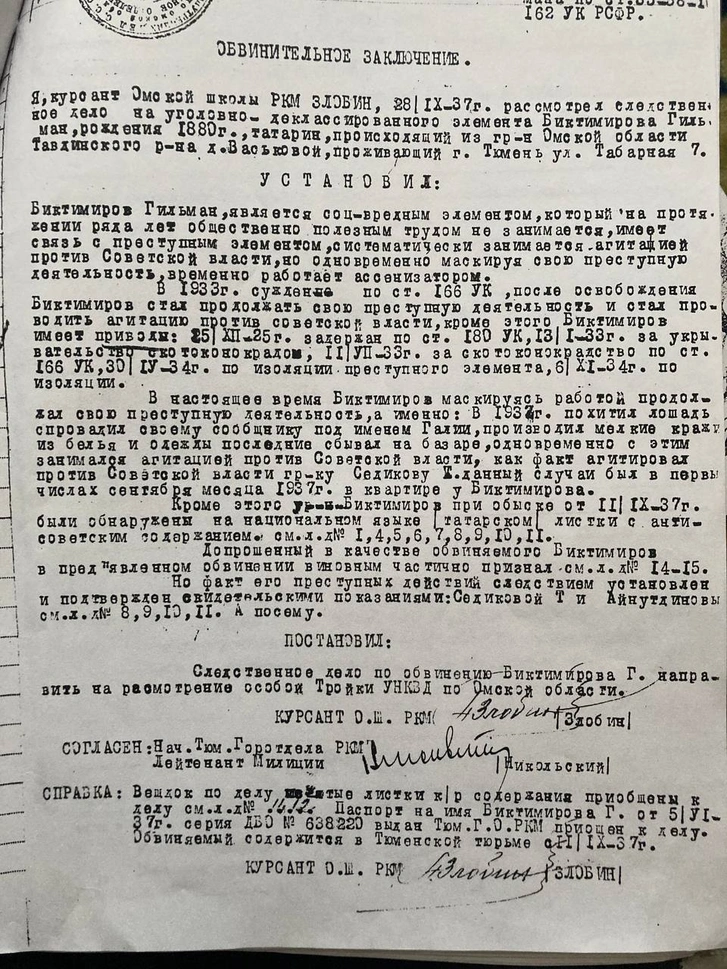 162 УК РСФР.
ОБВИНИТЕЛЬНОЕ ЗАКЛЮЧЕНИЕ.
Я,курсант Омской школы РКМ ЗЛОБИН, 28/IX-37г. рассмотрел следствен
ное дело на уголовно-деклассированного элемента Биктимирова Гиль-
ман,рождения 1880г.,татарин,происходящий из гр-н Омской области
Тавдинского р-на д.Васьковой,проживающий г. Тюмень ул. Табарная 7.
УСТАНОВИЛ:
Биктимиров Гильман,является соц-вредным элементом,который на протя-
жении ряда лет общественно полезным трудом не занимается,имеет
связь с преступным элементом,систематически занимается-агитацией
против Советской власти,но одновременно маскируя свою преступную
деятельность,временно работает ассенизатором.
В 1933г. сужден по ст. 166 УК ,после освобождения
Биктимиров стал продолжать свою преступную деятельность и стал про-
водить агитацию против советской власти,кроме этого Биктимиров
имеет приводы: 25/XII-25г. задержан по ст. 180 УК,13/I-33г. за укры-
вательство скотоконокрадом, II/УП-33г. за скотоконокрадство по ст.
166 УК,30/IУ-34г. по изоляции преступного элемента,6/XI-34г. по
изоляции.
В настоящее время Биктимиров маскируясь работой продол-
жал свою преступную деятельность,а именно: В 1937г. похитил лошадь
спровадил своему сообщнику под именем Галии,производил мелкие кражи
из белья и одежды последние сбывал на базаре,одновременно с этим
занимался агитацией против Советской власти, как факт агитировал
против Советской власти гр-ку Седикову данный случаи был в первы
числах сентября месяца 1937г. в квартире у Биктимирова.
Кроме этого Биктимиров при обыске от II/IX-37г.
были обнаружены на национальном языке /татарском/ листки с анти-
советским содержанием см.л.д№ 1,4,5,6,7,8,9,10,11.
Допрошенный в качестве обвиняемого Биктимиров
в пред"явленном обвинении виновным частично признал-см.л.д№ 14-15.
Но факт его преступных действий следствием установлен
и подтвержден свидетельскими показаниями:Седиковой Т и Айнутдиновы
см.л.д№ 8,9,10,11. А посему.
ПОСТАНОВИЛ:
Следственное дело по обвинению Биктимирова Г. напра-
вить на расмотрение особой Тройки УНКВД по Омской области.
КУРСАНТ О.Ш. РКМ Злобин /Злобин/
СОГЛАСЕН:Нач.Тюм.Горотдела РКМ
Лейтенант Милиции /Никольский/
СПРАВКА: Вещдок по делу листки к/р содержания приобщены к
делу см.л.д№ Паспорт на имя Биктимирова Г. от 5/УI-
37г. серия ДБО № 638220 выдан Тюм.Г.О.РКМ приощен к делу.
Обвиняемый содержится в Тюменской тюрьме с II/IX-37г.
КУРСАНТ О.Ш. РКМ Злобин /ЗЛОБИН/